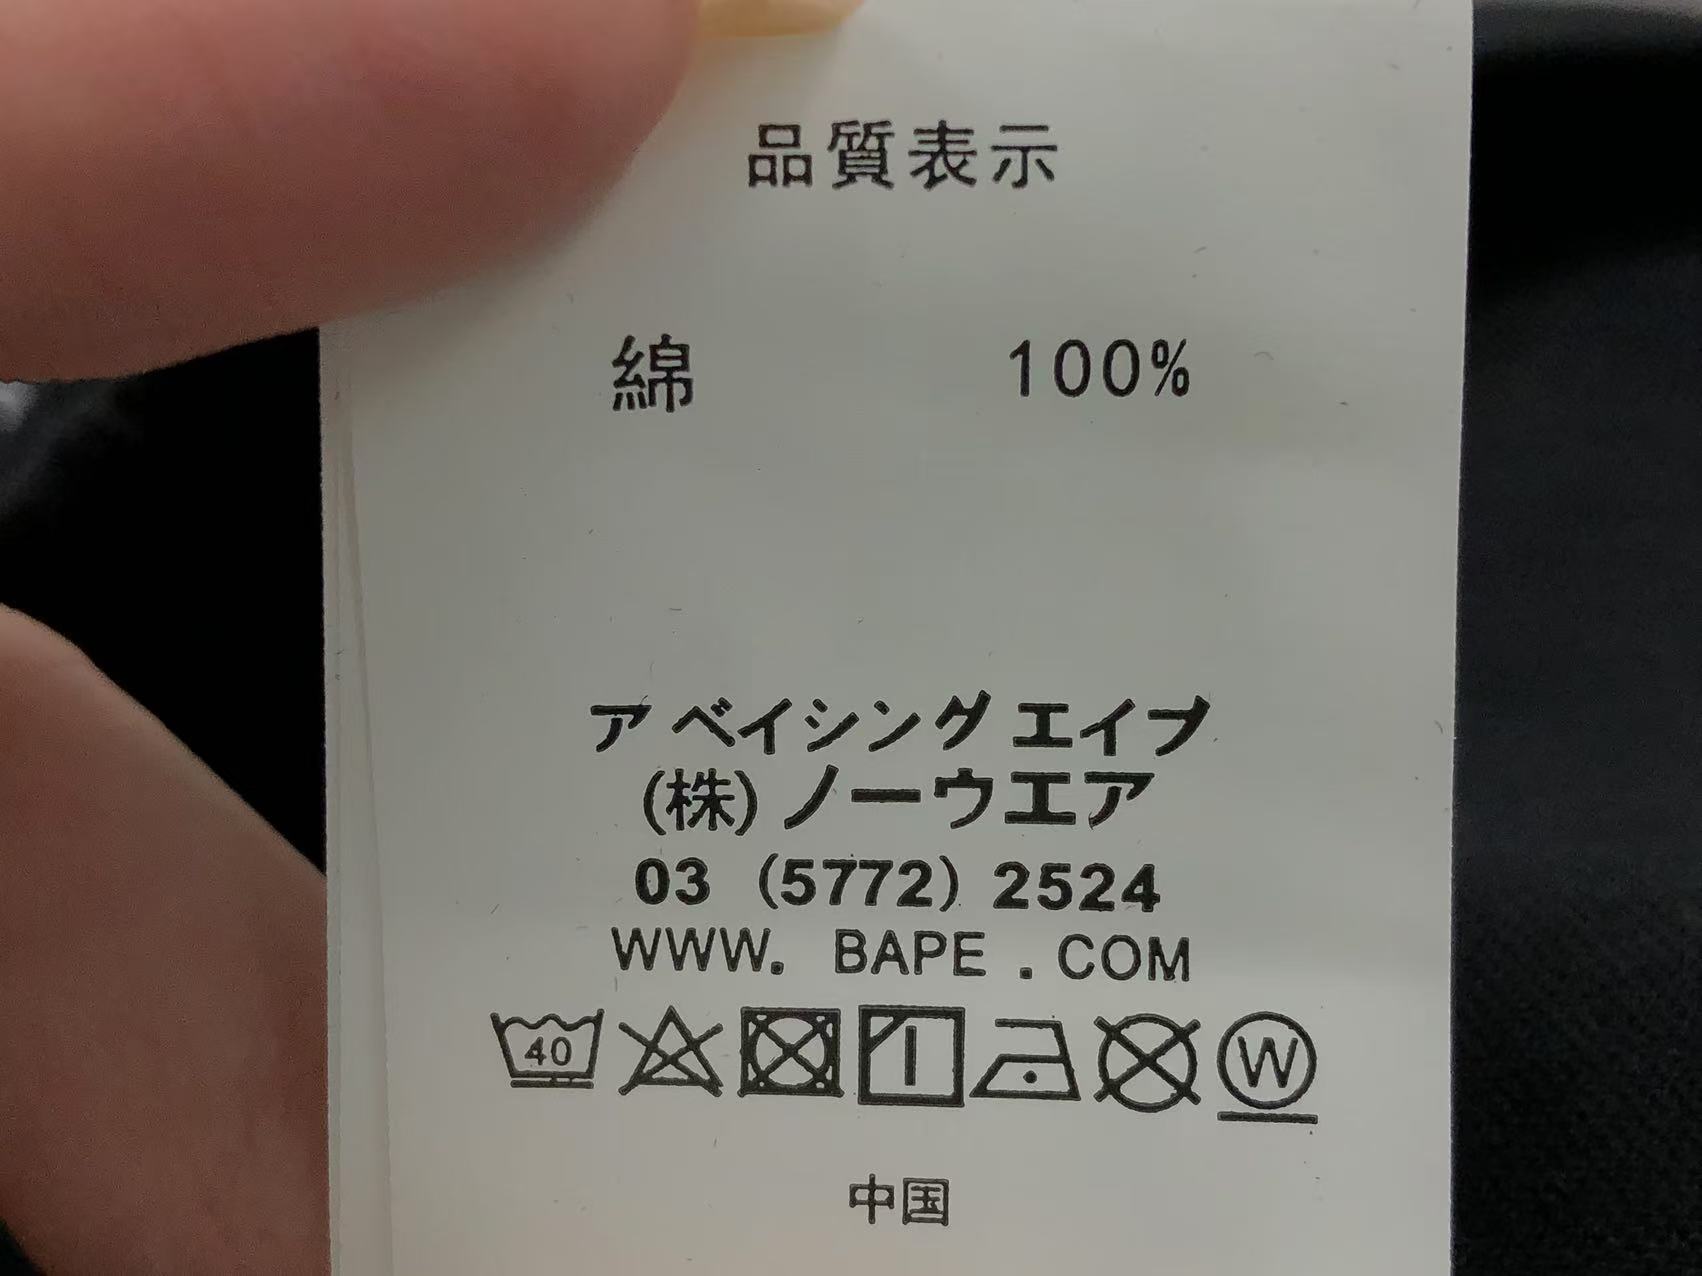 品質表示
綿 100%
ア ベイシング エイプ
(株)ノーウエア
03 (5772) 2524
WWW. BAPE . COM
40 W
中国